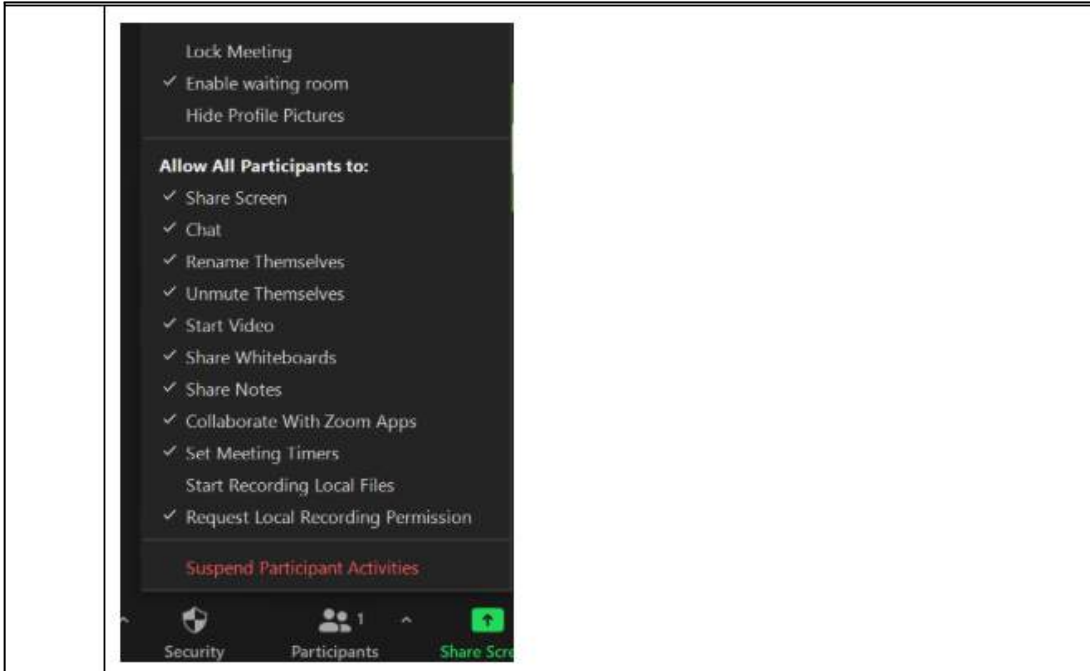 Lock Meeting
✓ Enable waiting room
Hide Profile Pictures
Allow All Participants to:
✓ Share Screen
✓ Chat
✓ Rename Themselves
✓ Unmute Themselves
✓ Start Video
✓ Share Whiteboards
✓ Share Notes
✓ Collaborate With Zoom Apps
✓ Set Meeting Timers
Start Recording Local Files
✓ Request Local Recording Permission
Suspend Participant Activities
1
Security Participants Share Scre